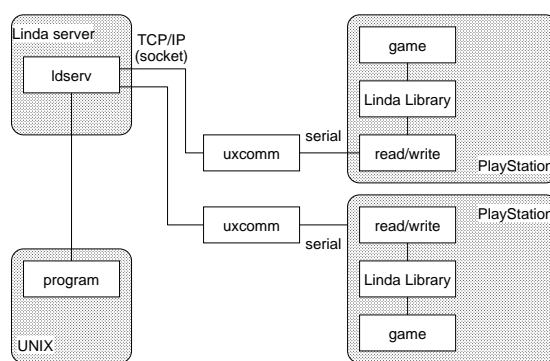 Linda server
ldserv
TCP/IP
(socket)
game
Linda Library
read/write
PlayStation
serial
uxcomm
uxcomm
serial
read/write
PlayStation
Linda Library
game
program
UNIX